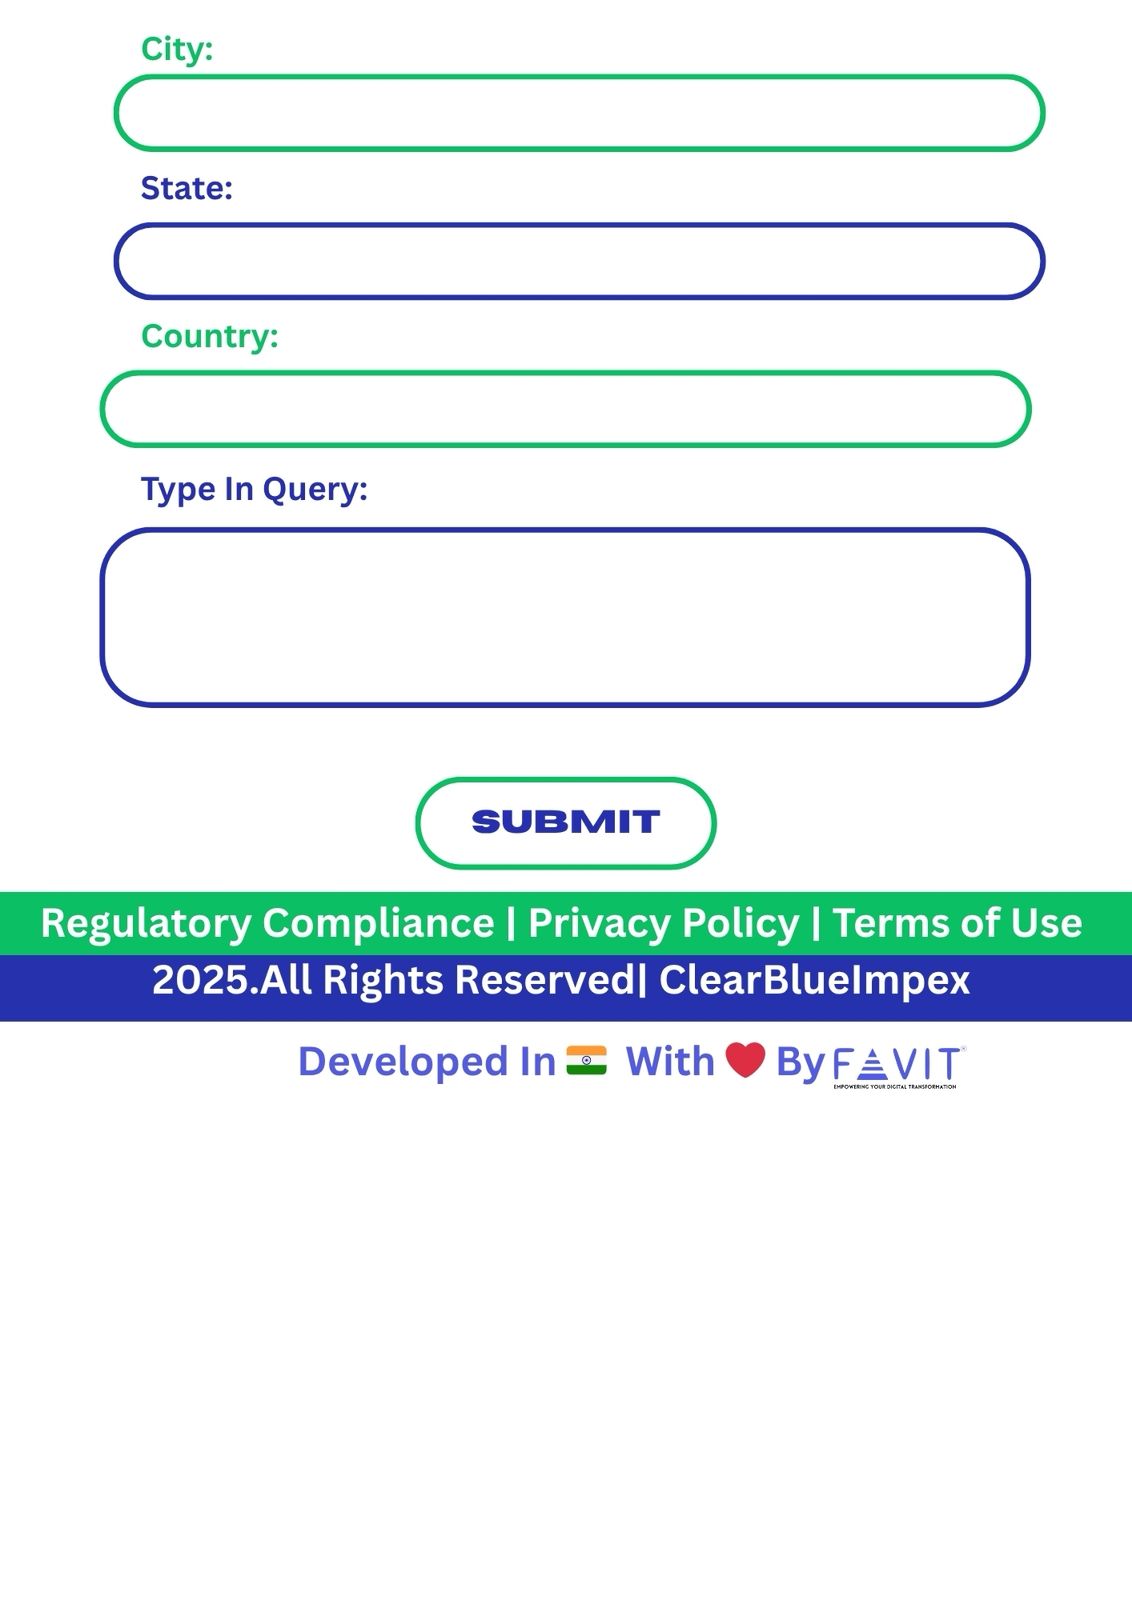 City:
State:
Country:
Type In Query:
SUBMIT
Regulatory Compliance | Privacy Policy | Terms of Use
2025.All Rights Reserved| ClearBlueImpex
Developed In 🇮🇳 With ❤️ By FAVIT®
EMPOWERING YOUR DIGITAL TRANSFORMATION